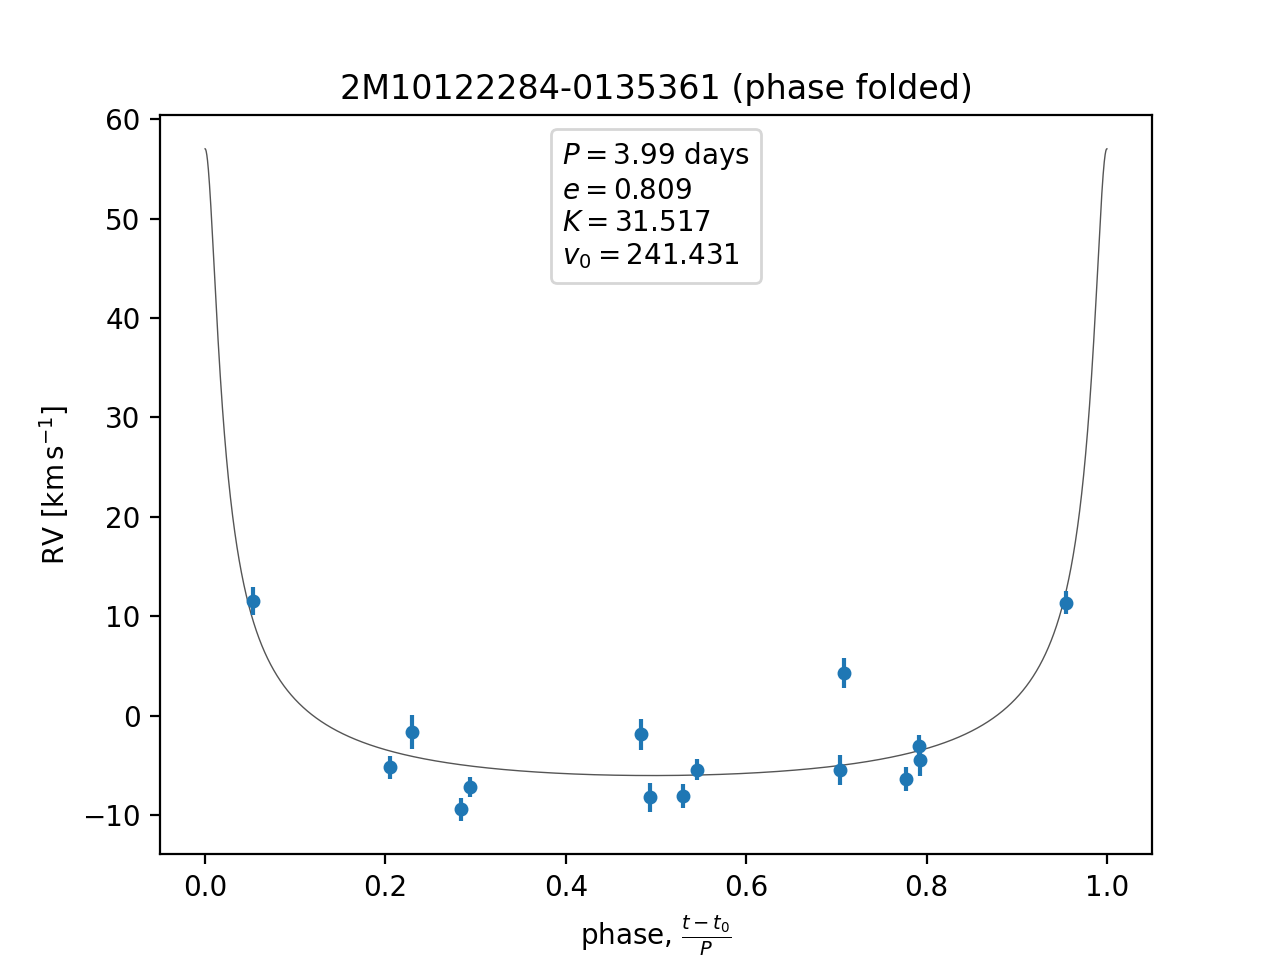 2M10122284-0135361 (phase folded)
P = 3.99 days
e = 0.809
K = 31.517
v₀ = 241.431
60
50
40
30
20
10
0
−10
RV [km s⁻¹]
0.0 0.2 0.4 0.6 0.8 1.0
phase, (t − t₀)/P